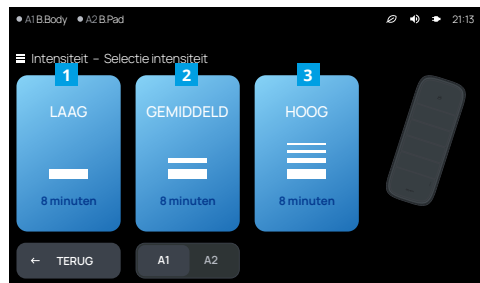 A1 B.Body A2 B.Pad 21:13
Intensiteit – Selectie intensiteit
1 2 3
LAAG GEMIDDELD HOOG
8 minuten 8 minuten 8 minuten
← TERUG A1 A2